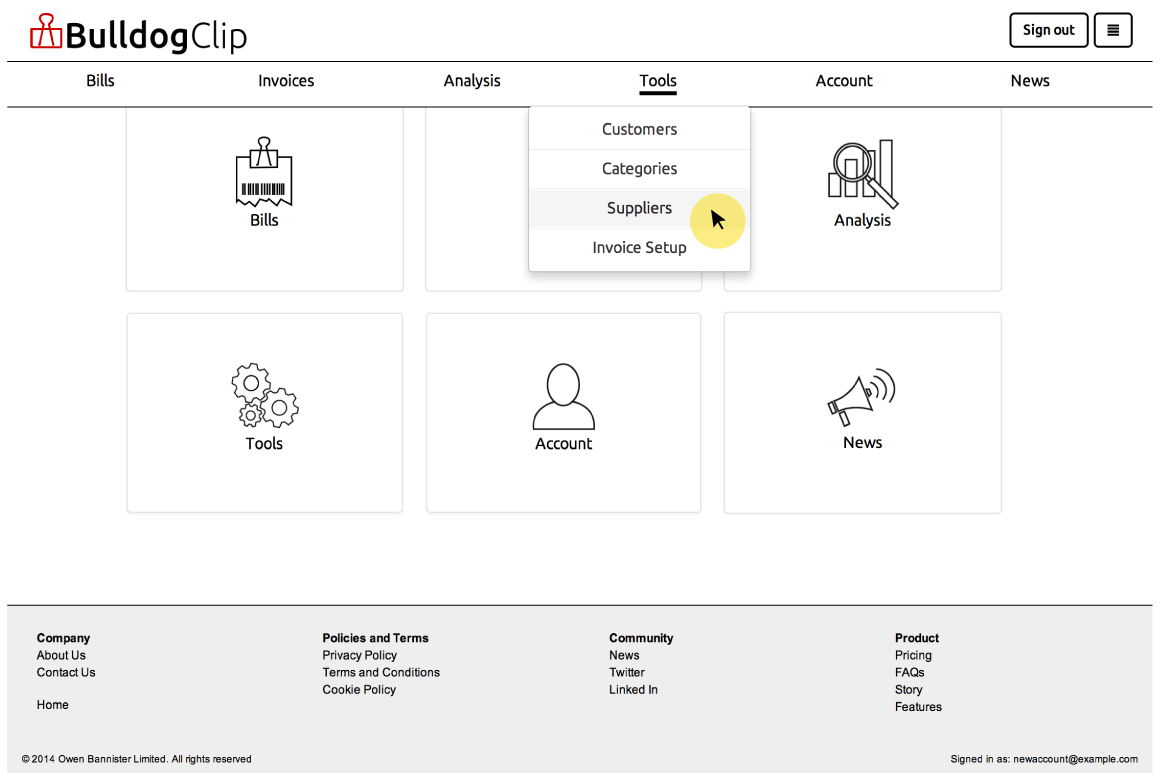 BulldogClip
Sign out
Bills Invoices Analysis Tools Account News
Customers
Categories
Suppliers
Invoice Setup
Bills
Analysis
Tools
Account
News
Company
About Us
Contact Us
Home
Policies and Terms
Privacy Policy
Terms and Conditions
Cookie Policy
Community
News
Twitter
Linked In
Product
Pricing
FAQs
Story
Features
© 2014 Owen Bannister Limited. All rights reserved
Signed in as: newaccount@example.com